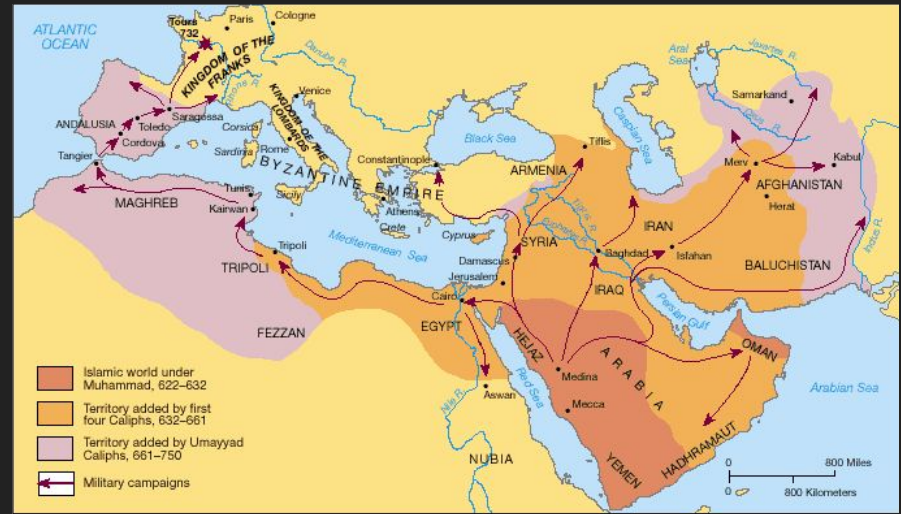 ATLANTIC
OCEAN
Tours
732
Paris
Cologne
KINGDOM OF THE
FRANKS
Rhone R.
Danube R.
Venice
KINGDOM OF THE
LOMBARDS
Saragossa
ANDALUSIA
Toledo
Cordova
Corsica
Sardinia
Rome
Tangier
BYZANTINE EMPIRE
Constantinople
Black Sea
Caspian Sea
Aral
Sea
Jaxartes R.
Samarkand
Oxus R.
Tiflis
ARMENIA
Merv
Kabul
AFGHANISTAN
Herat
MAGHREB
Tunis
Kairwan
Sicily
Athens
Crete
Cyprus
Mediterranean Sea
Tripoli
TRIPOLI
FEZZAN
SYRIA
Tigris R.
Euphrates R.
Damascus
Jerusalem
Baghdad
IRAQ
IRAN
Isfahan
BALUCHISTAN
Indus R.
Cairo
EGYPT
Persian Gulf
HEJAZ
ARABIA
OMAN
Medina
Mecca
Red Sea
Aswan
Nile R.
NUBIA
YEMEN
HADHRAMAUT
Arabian Sea
Islamic world under
Muhammad, 622–632
Territory added by first
four Caliphs, 632–661
Territory added by Umayyad
Caliphs, 661–750
Military campaigns
0 800 Miles
0 800 Kilometers